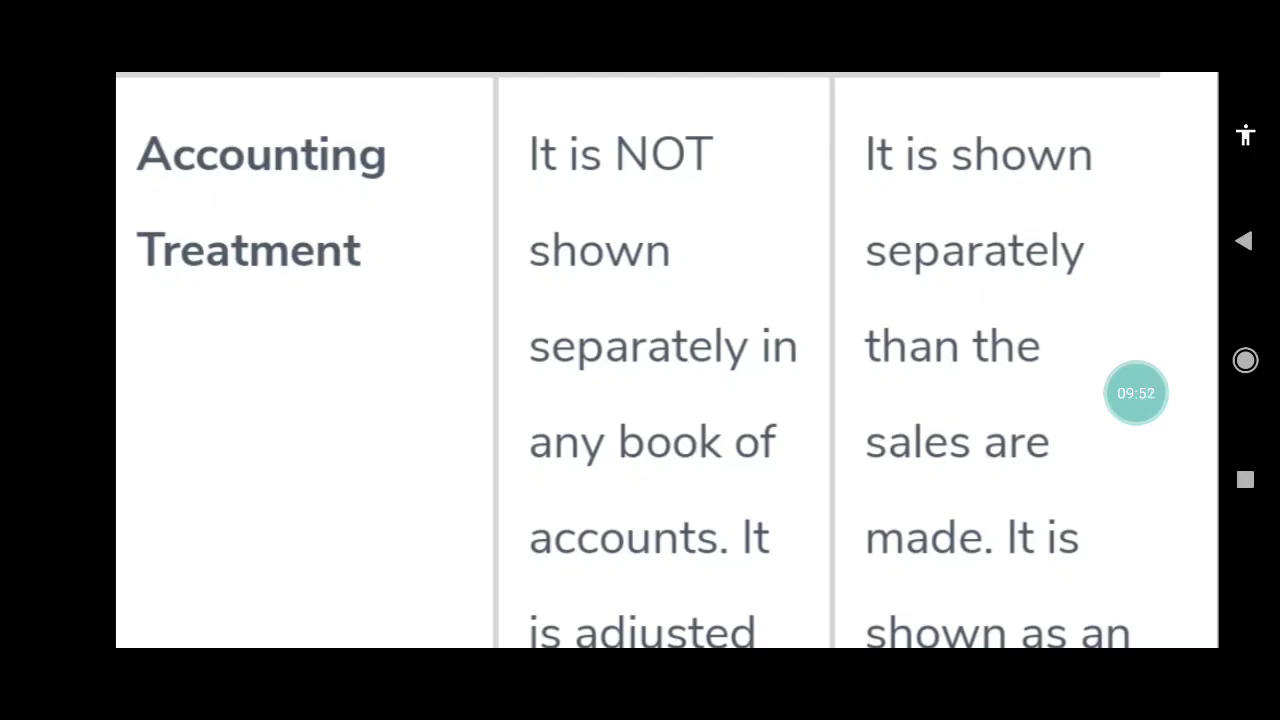 Accounting
Treatment
It is NOT
shown
separately in
any book of
accounts. It
is adjusted
It is shown
separately
than the
sales are
made. It is
shown as an
09:52